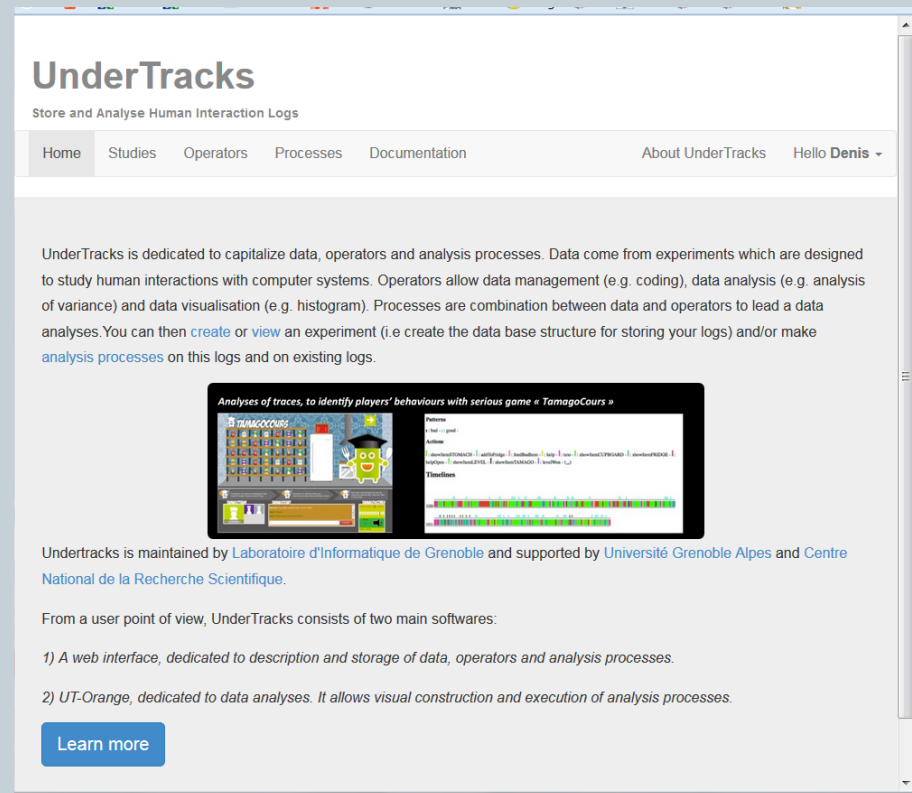 UnderTracks
Store and Analyse Human Interaction Logs
Home Studies Operators Processes Documentation About UnderTracks Hello Denis
UnderTracks is dedicated to capitalize data, operators and analysis processes. Data come from experiments which are designed
to study human interactions with computer systems. Operators allow data management (e.g. coding), data analysis (e.g. analysis
of variance) and data visualisation (e.g. histogram). Processes are combination between data and operators to lead a data
analyses.You can then create or view an experiment (i.e create the data base structure for storing your logs) and/or make
analysis processes on this logs and on existing logs.
Analyses of traces, to identify players' behaviours with serious game « TamagoCours »
TAMAGOCOURS
Patterns
Actions
Timelines
Undertracks is maintained by Laboratoire d'Informatique de Grenoble and supported by Université Grenoble Alpes and Centre
National de la Recherche Scientifique.
From a user point of view, UnderTracks consists of two main softwares:
1) A web interface, dedicated to description and storage of data, operators and analysis processes.
2) UT-Orange, dedicated to data analyses. It allows visual construction and execution of analysis processes.
Learn more